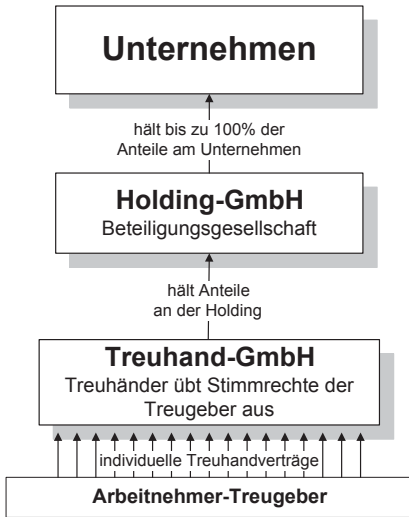 Unternehmen
hält bis zu 100% der
Anteile am Unternehmen
Holding-GmbH
Beteiligungsgesellschaft
hält Anteile
an der Holding
Treuhand-GmbH
Treuhänder übt Stimmrechte der
Treugeber aus
individuelle Treuhandverträge
Arbeitnehmer-Treugeber